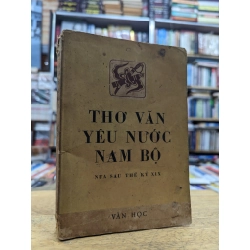 THƠ VĂN
YÊU NƯỚC
NAM BỘ
NỬA SAU THẾ KỶ XIX
VĂN HỌC